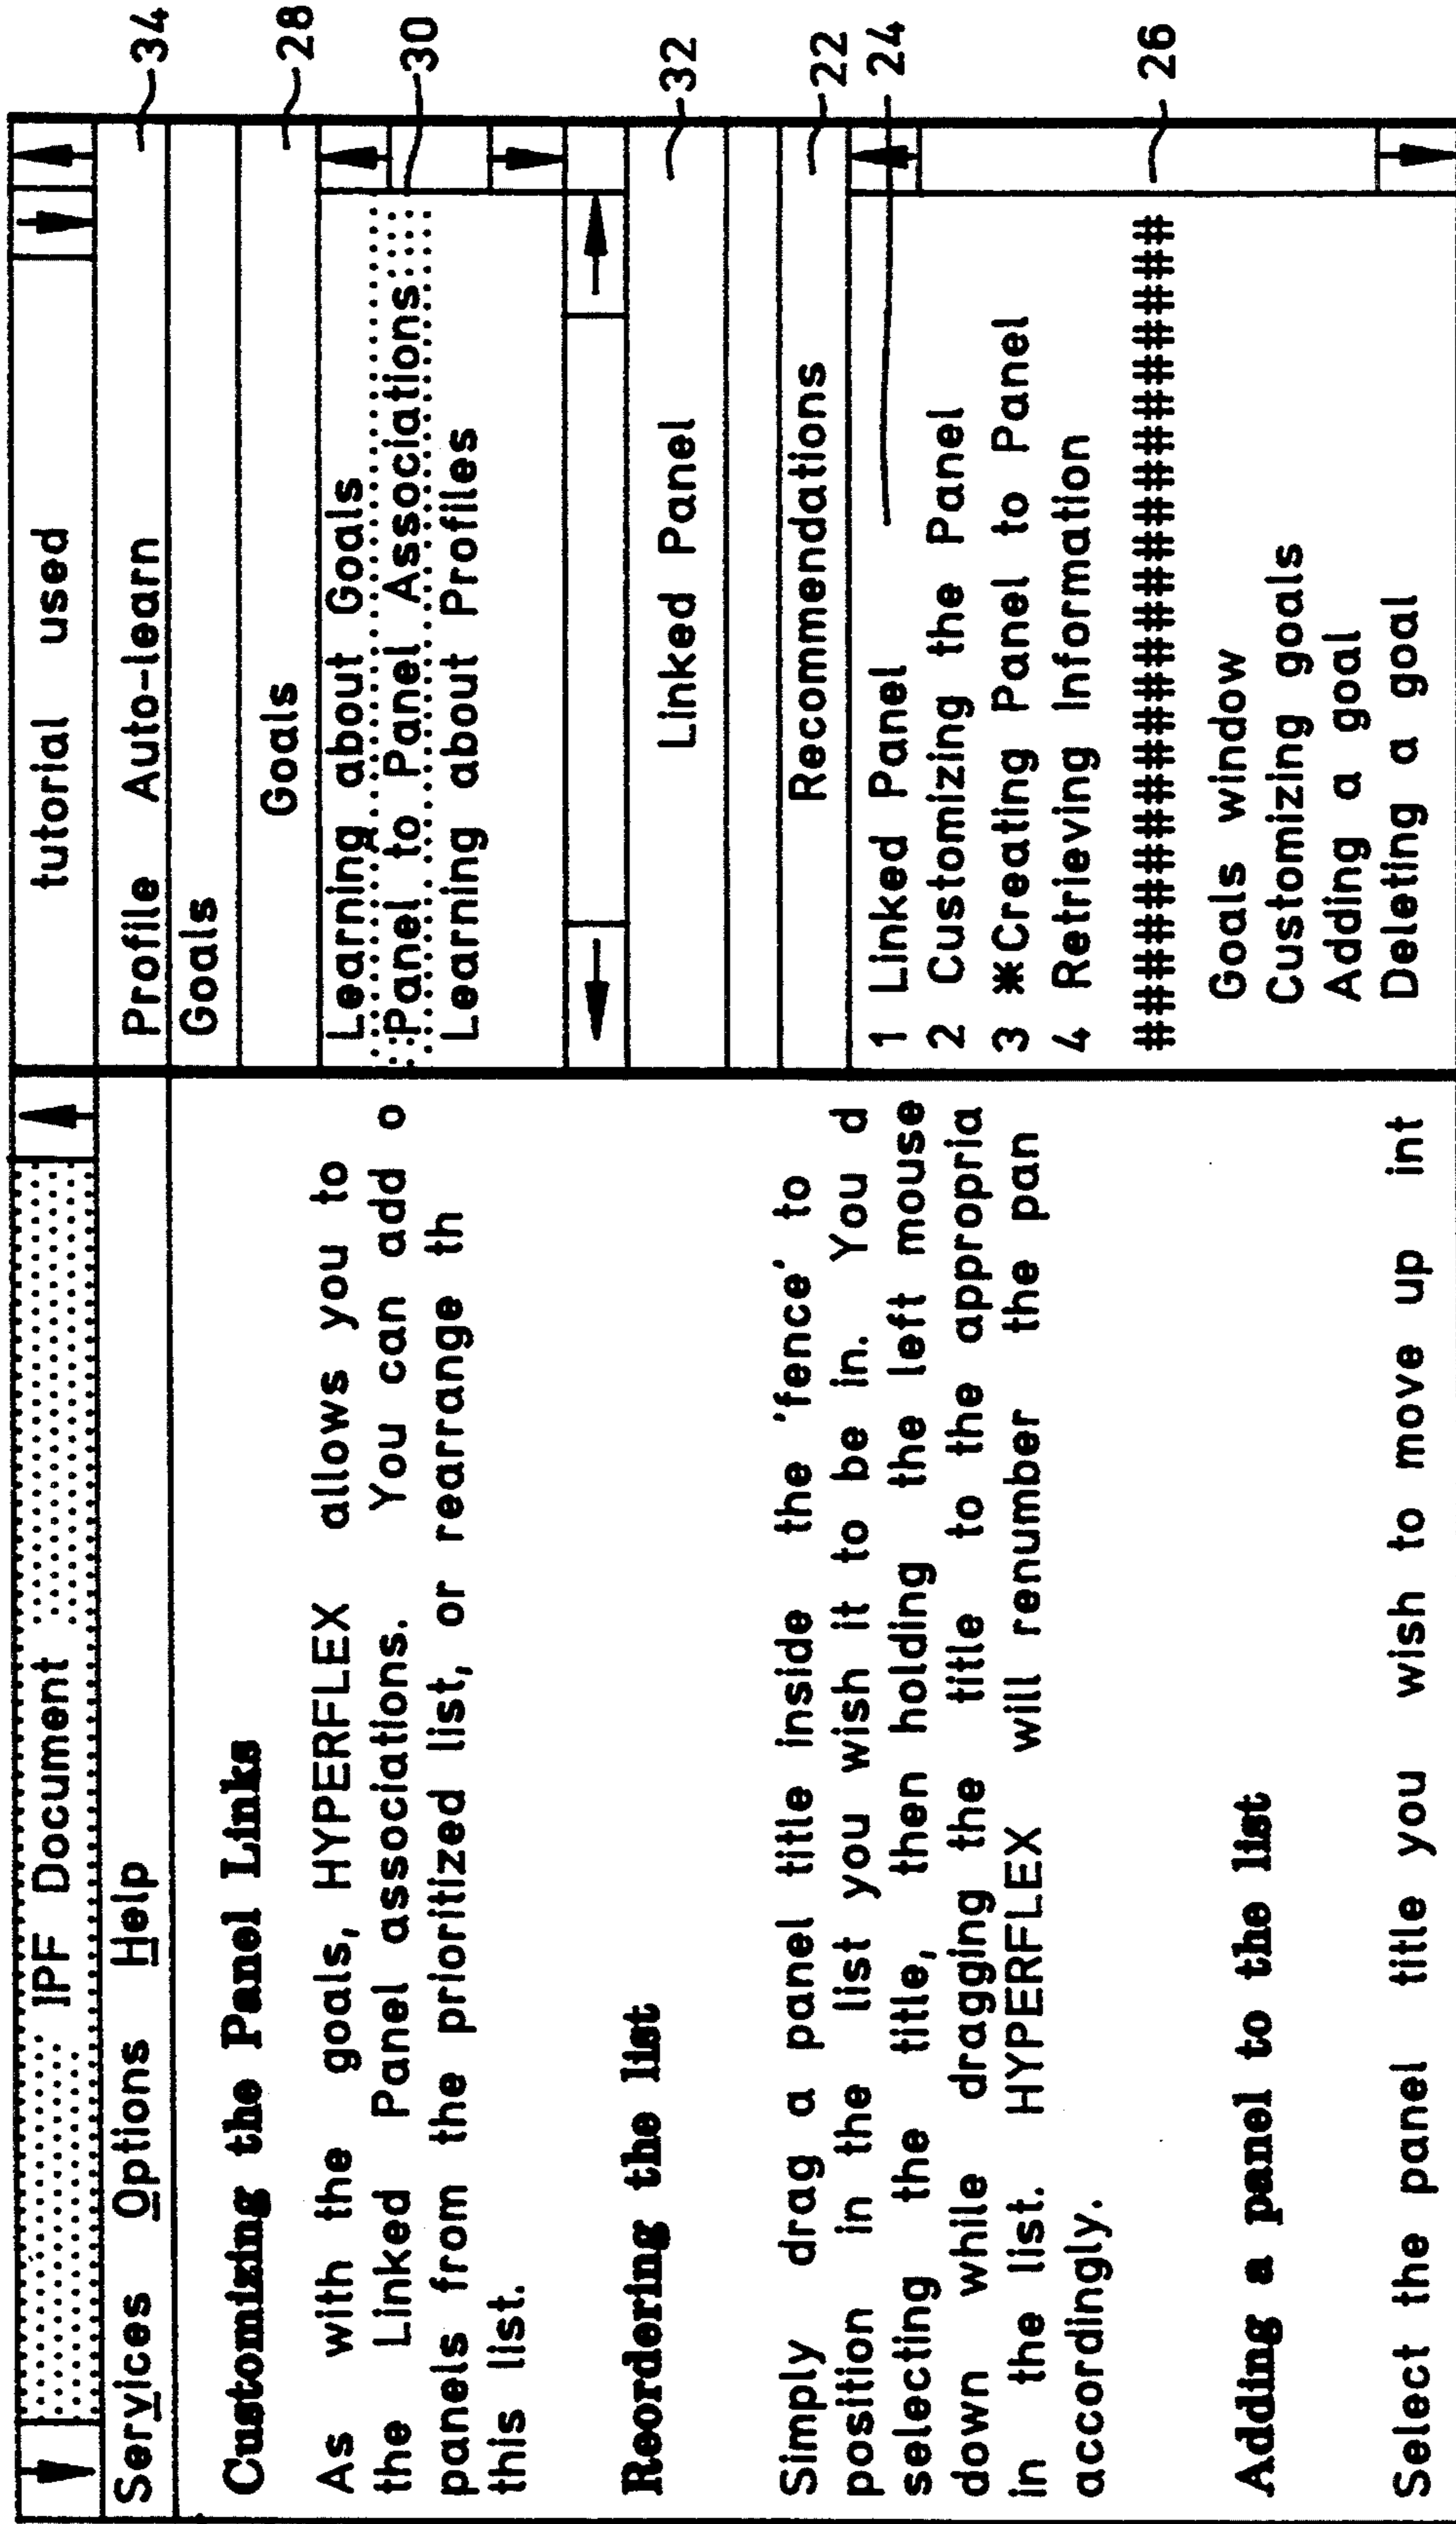 IPF Document
Services Options Help
Customizing the Panel Links
As with the goals, HYPERFLEX allows you to
the Linked Panel associations. You can add o
panels from the prioritized list, or rearrange th
this list.
Reordering the list
Simply drag a panel title inside the 'fence' to
position in the list you wish it to be in. You d
selecting the title, then holding the left mouse
down while dragging the title to the appropria
in the list. HYPERFLEX will renumber the pan
accordingly.
Adding a panel to the list
Select the panel title you wish to move up int
tutorial used
Profile Auto-learn
34
Goals
Goals
28
Learning about Goals
Panel to Panel Associations
30
Learning about Profiles
Linked Panel
32
Recommendations
22
1 Linked Panel
24
2 Customizing the Panel
3 *Creating Panel to Panel
4 Retrieving Information
####################
26
Goals window
Customizing goals
Adding a goal
Deleting a goal